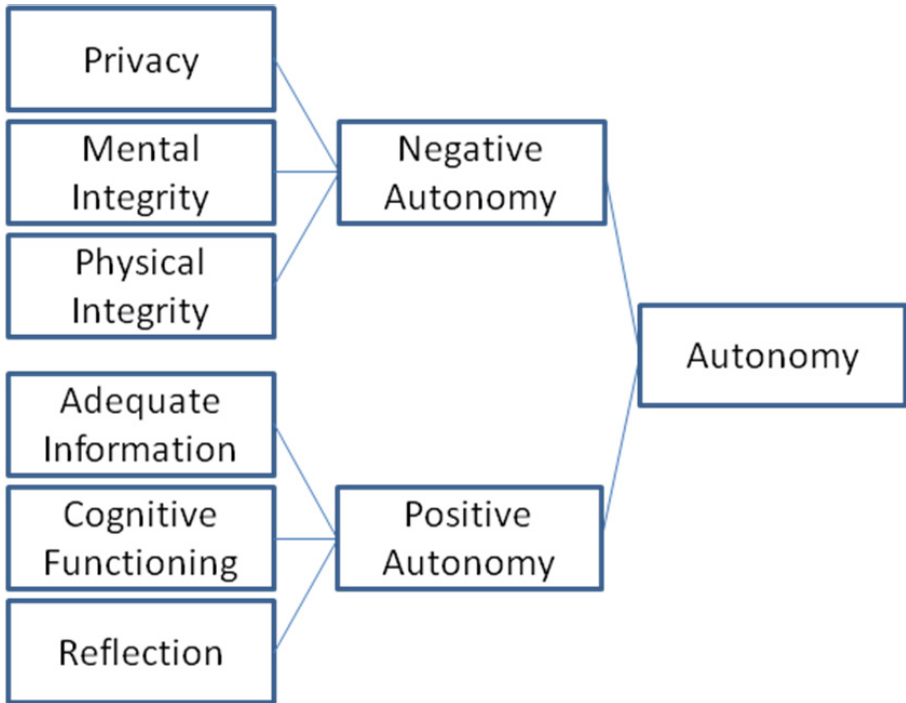 Privacy
Mental
Integrity
Physical
Integrity
Negative
Autonomy
Autonomy
Adequate
Information
Cognitive
Functioning
Reflection
Positive
Autonomy